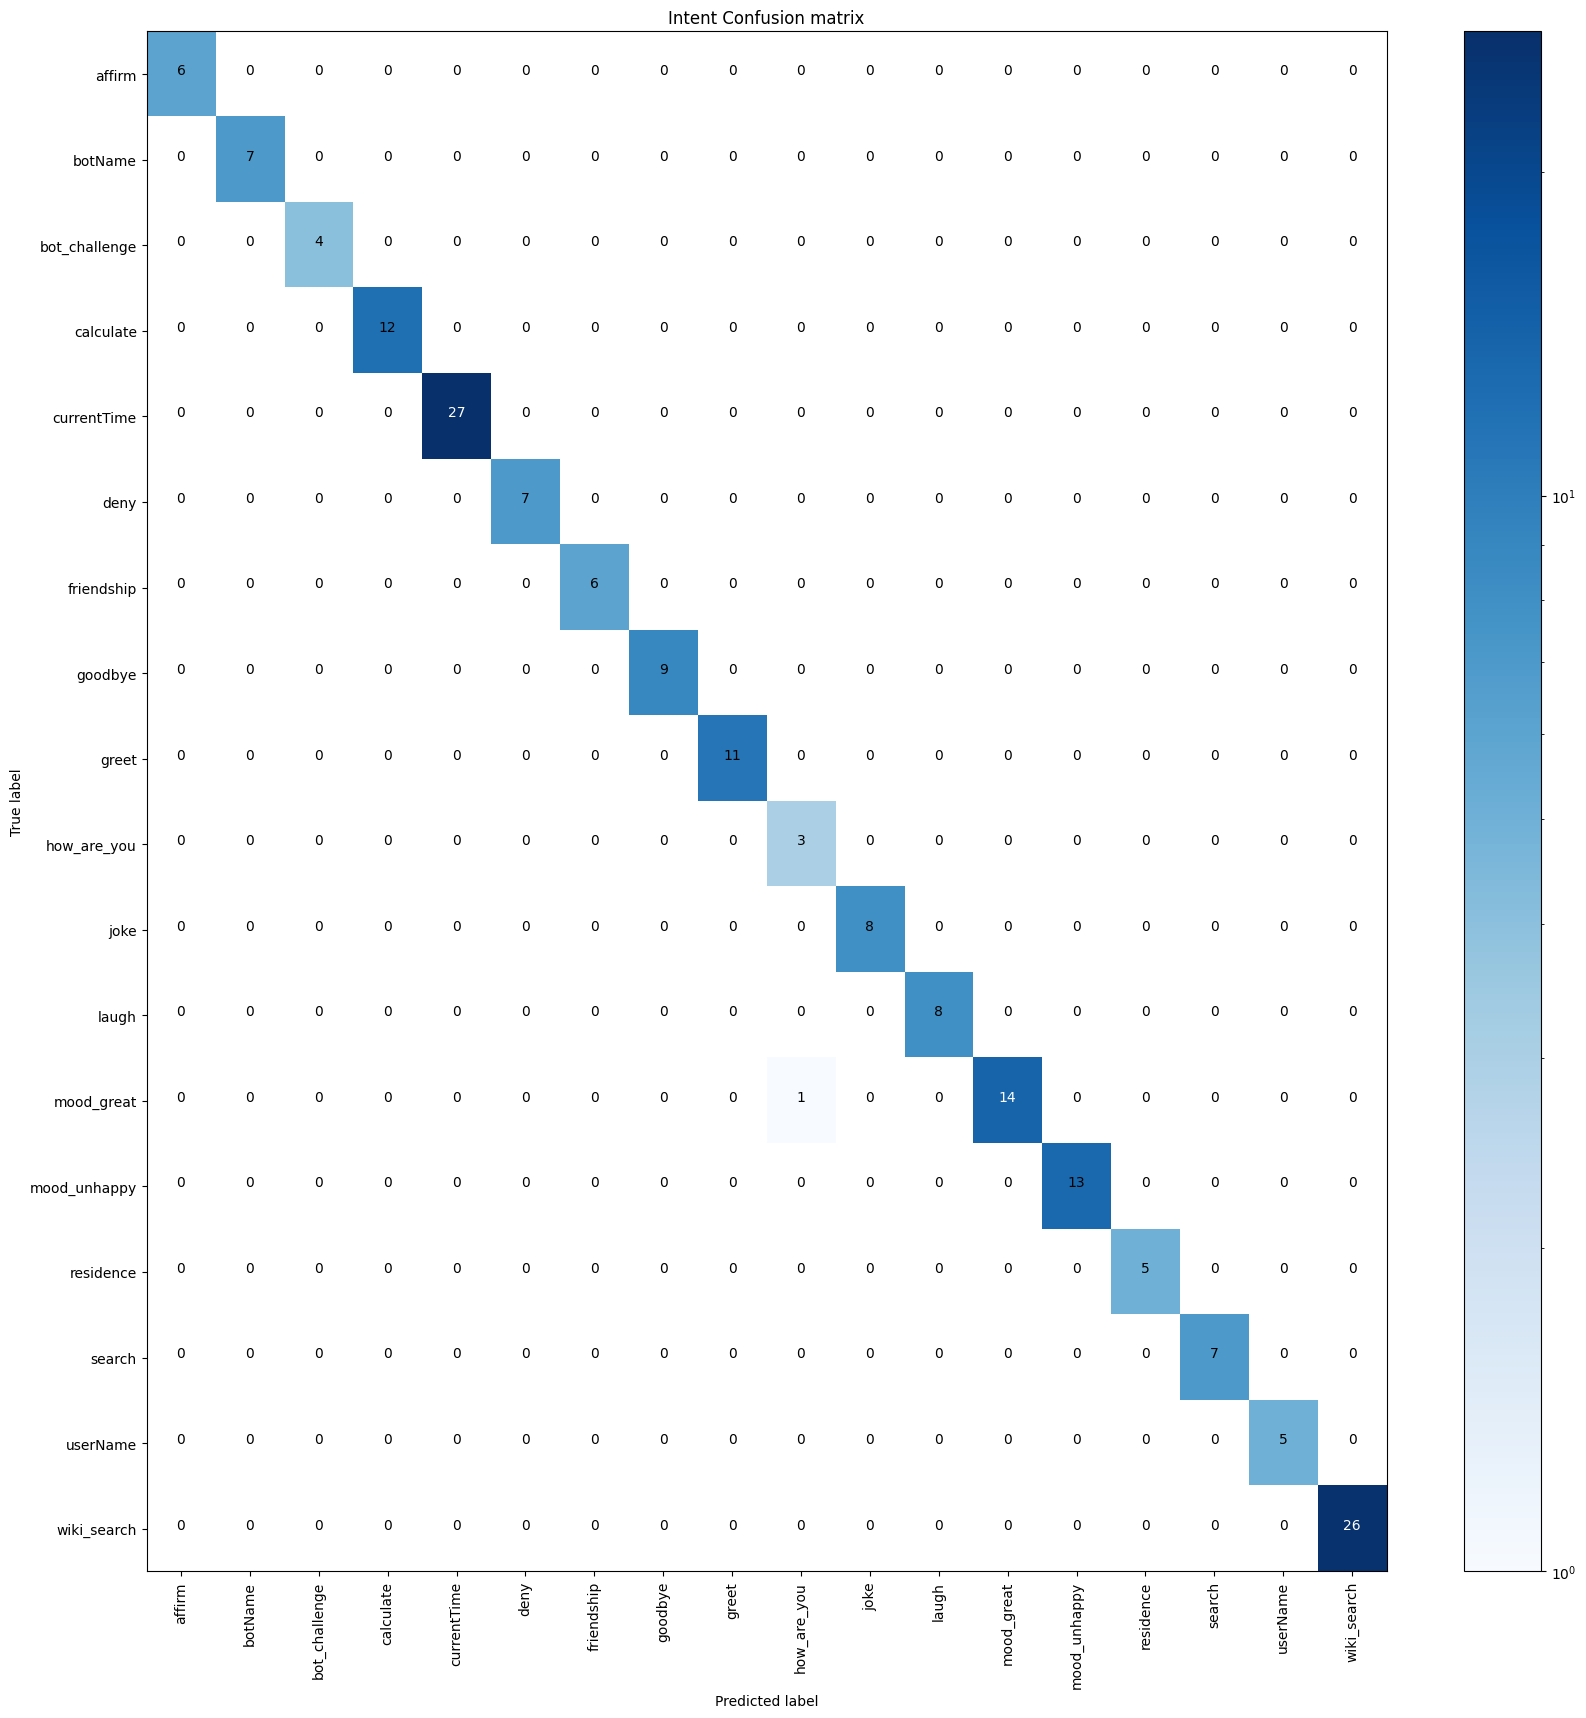 Intent Confusion matrix
affirm 6 0 0 0 0 0 0 0 0 0 0 0 0 0 0 0 0 0
botName 0 7 0 0 0 0 0 0 0 0 0 0 0 0 0 0 0 0
bot_challenge 0 0 4 0 0 0 0 0 0 0 0 0 0 0 0 0 0 0
calculate 0 0 0 12 0 0 0 0 0 0 0 0 0 0 0 0 0 0
currentTime 0 0 0 0 27 0 0 0 0 0 0 0 0 0 0 0 0 0
10¹
deny 0 0 0 0 0 7 0 0 0 0 0 0 0 0 0 0 0 0
friendship 0 0 0 0 0 0 6 0 0 0 0 0 0 0 0 0 0 0
goodbye 0 0 0 0 0 0 0 9 0 0 0 0 0 0 0 0 0 0
greet 0 0 0 0 0 0 0 0 11 0 0 0 0 0 0 0 0 0
True label
how_are_you 0 0 0 0 0 0 0 0 0 3 0 0 0 0 0 0 0 0
joke 0 0 0 0 0 0 0 0 0 0 8 0 0 0 0 0 0 0
laugh 0 0 0 0 0 0 0 0 0 0 0 8 0 0 0 0 0 0
mood_great 0 0 0 0 0 0 0 0 0 1 0 0 14 0 0 0 0 0
mood_unhappy 0 0 0 0 0 0 0 0 0 0 0 0 0 13 0 0 0 0
residence 0 0 0 0 0 0 0 0 0 0 0 0 0 0 5 0 0 0
search 0 0 0 0 0 0 0 0 0 0 0 0 0 0 0 7 0 0
userName 0 0 0 0 0 0 0 0 0 0 0 0 0 0 0 0 5 0
wiki_search 0 0 0 0 0 0 0 0 0 0 0 0 0 0 0 0 0 26
10⁰
affirm botName bot_challenge calculate currentTime deny friendship goodbye greet how_are_you joke laugh mood_great mood_unhappy residence search userName wiki_search
Predicted label